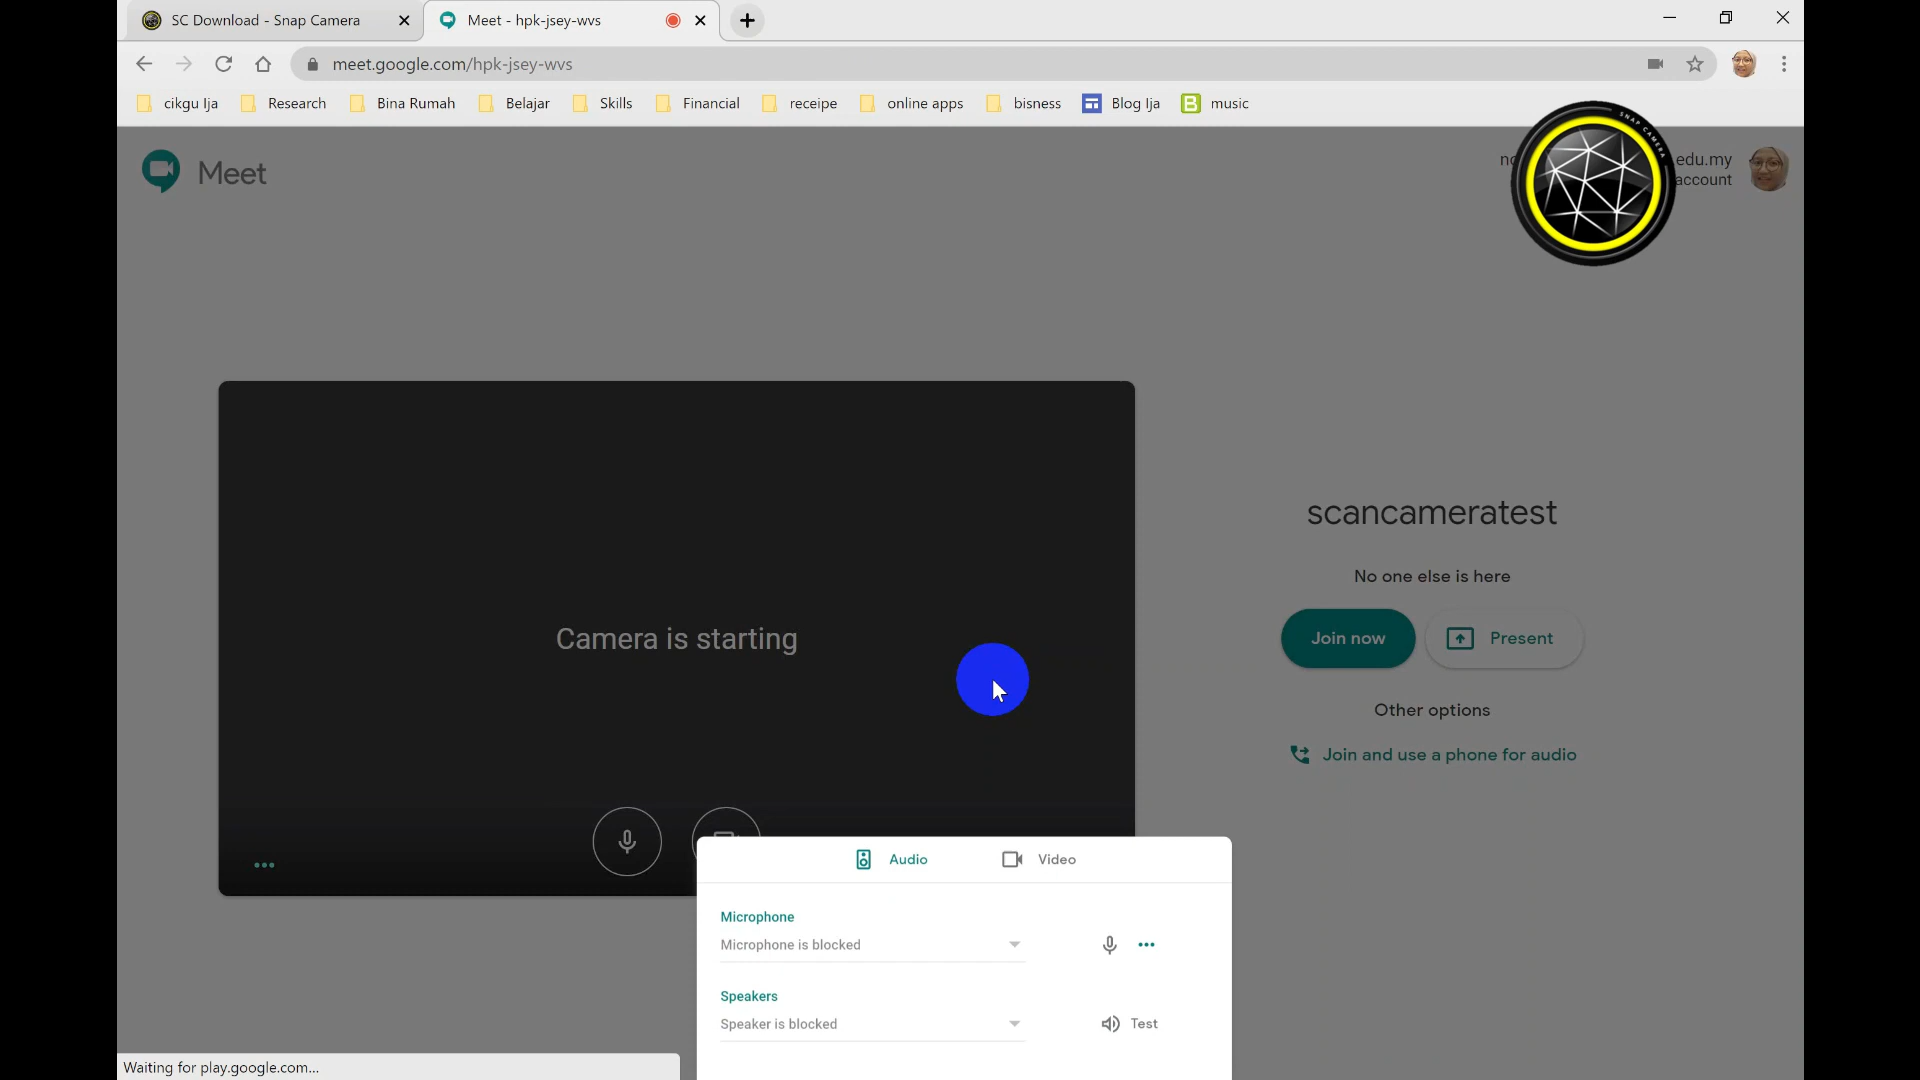 SC Download - Snap Camera
Meet - hpk-jsey-wvs
meet.google.com/hpk-jsey-wvs
cikgu Ija Research Bina Rumah Belajar Skills Financial receipe online apps bisness Blog Ija music
SNAP CAMERA
Meet
edu.my
account
scancameratest
No one else is here
Camera is starting
Join now Present
Other options
Join and use a phone for audio
Audio Video
Microphone
Microphone is blocked
Speakers
Speaker is blocked Test
Waiting for play.google.com...